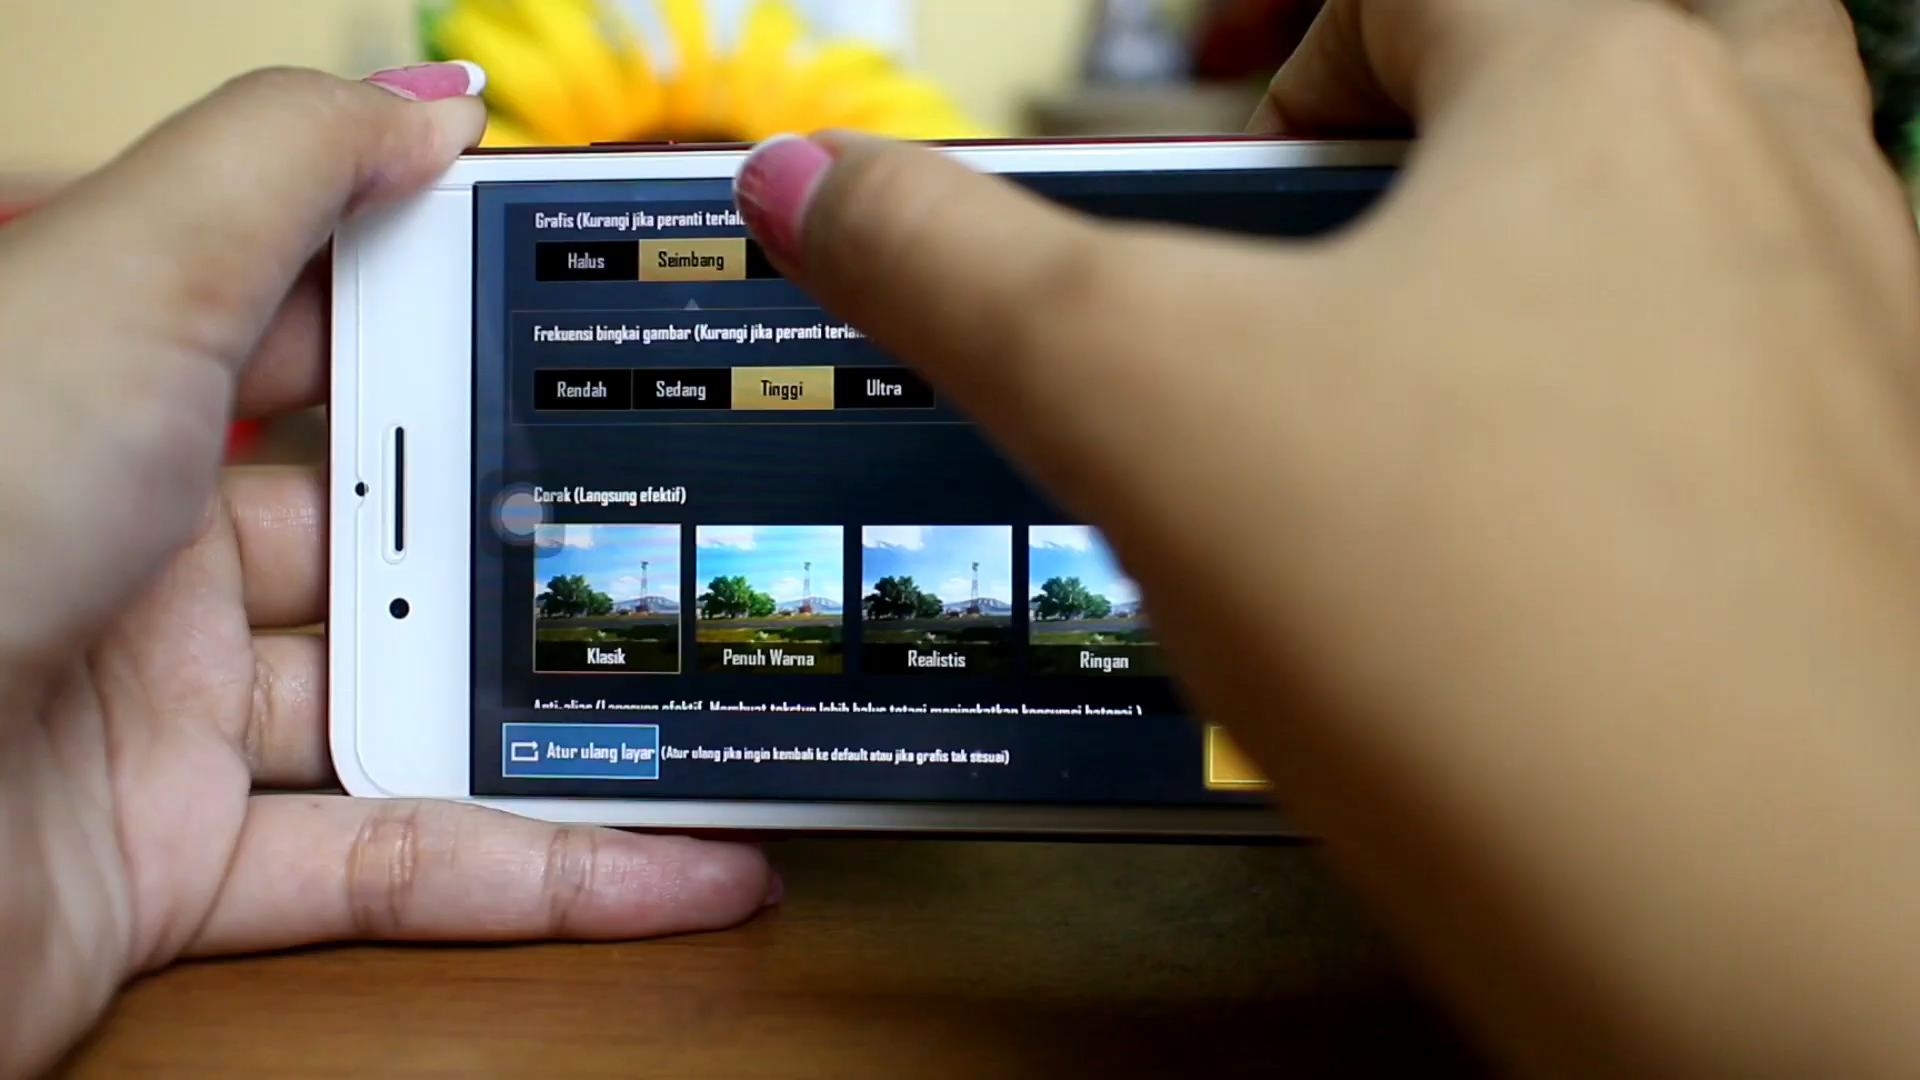 Grafis (Kurangi jika peranti
Halus Seimbang
Frekuensi bingkai gambar (Kurangi jika peranti
Rendah Sedang Tinggi Ultra
Corak (Langsung efektif)
Klasik Penuh Warna Realistis Ringan
Atur ulang layar (Atur ulang jika ingin kembali ke default atau jika grafis tak sesuai)